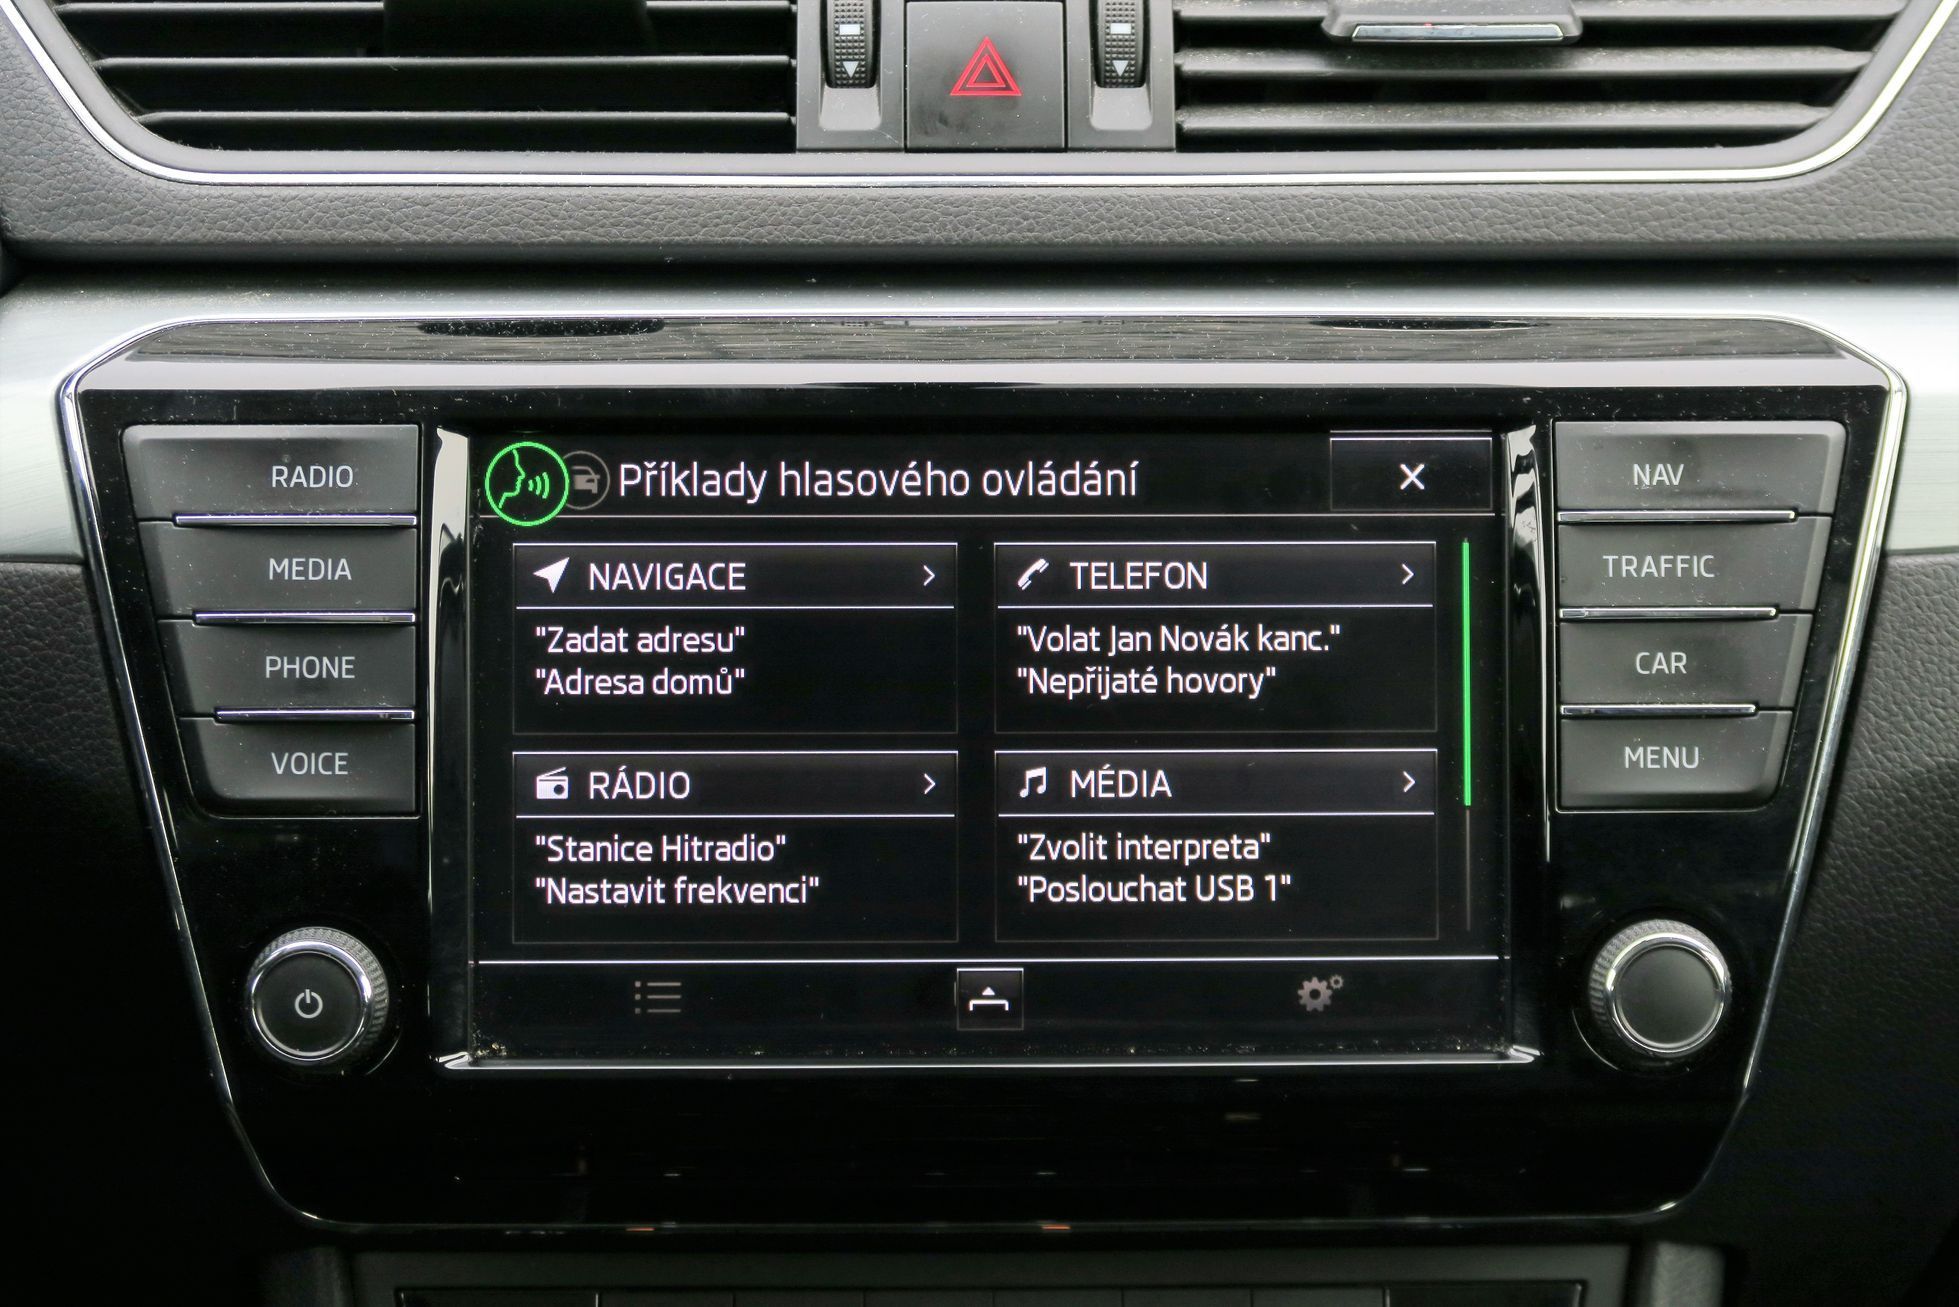 RADIO
MEDIA
PHONE
VOICE
Příklady hlasového ovládání
NAVIGACE
"Zadat adresu"
"Adresa domů"
TELEFON
"Volat Jan Novák kanc."
"Nepřijaté hovory"
RÁDIO
"Stanice Hitradio"
"Nastavit frekvenci"
MÉDIA
"Zvolit interpreta"
"Poslouchat USB 1"
NAV
TRAFFIC
CAR
MENU